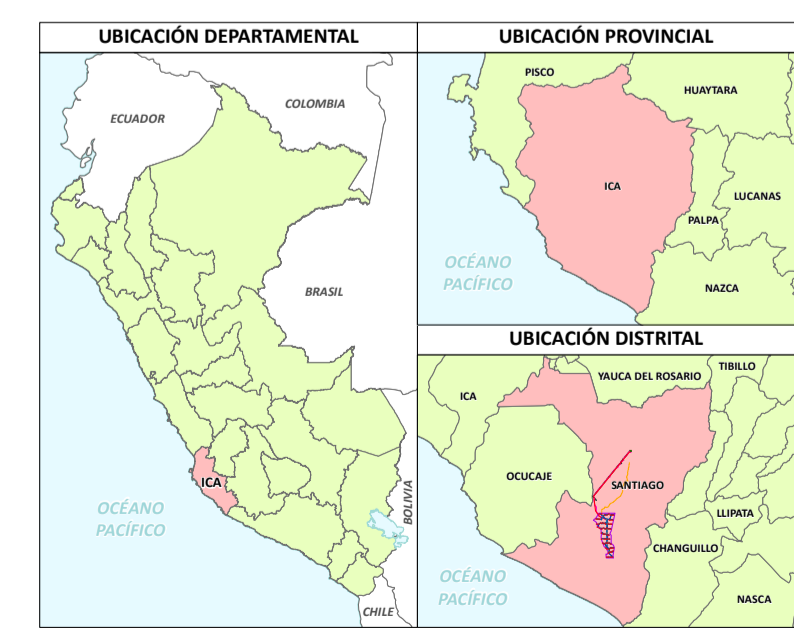 UBICACIÓN DEPARTAMENTAL
ECUADOR
COLOMBIA
BRASIL
ICA
OCÉANO
PACÍFICO
BOLIVIA
CHILE
UBICACIÓN PROVINCIAL
PISCO
HUAYTARA
ICA
LUCANAS
PALPA
OCÉANO
PACÍFICO
NAZCA
UBICACIÓN DISTRITAL
TIBILLO
YAUCA DEL ROSARIO
ICA
OCUCAJE
SANTIAGO
LLIPATA
CHANGUILLO
OCÉANO
PACÍFICO
NASCA